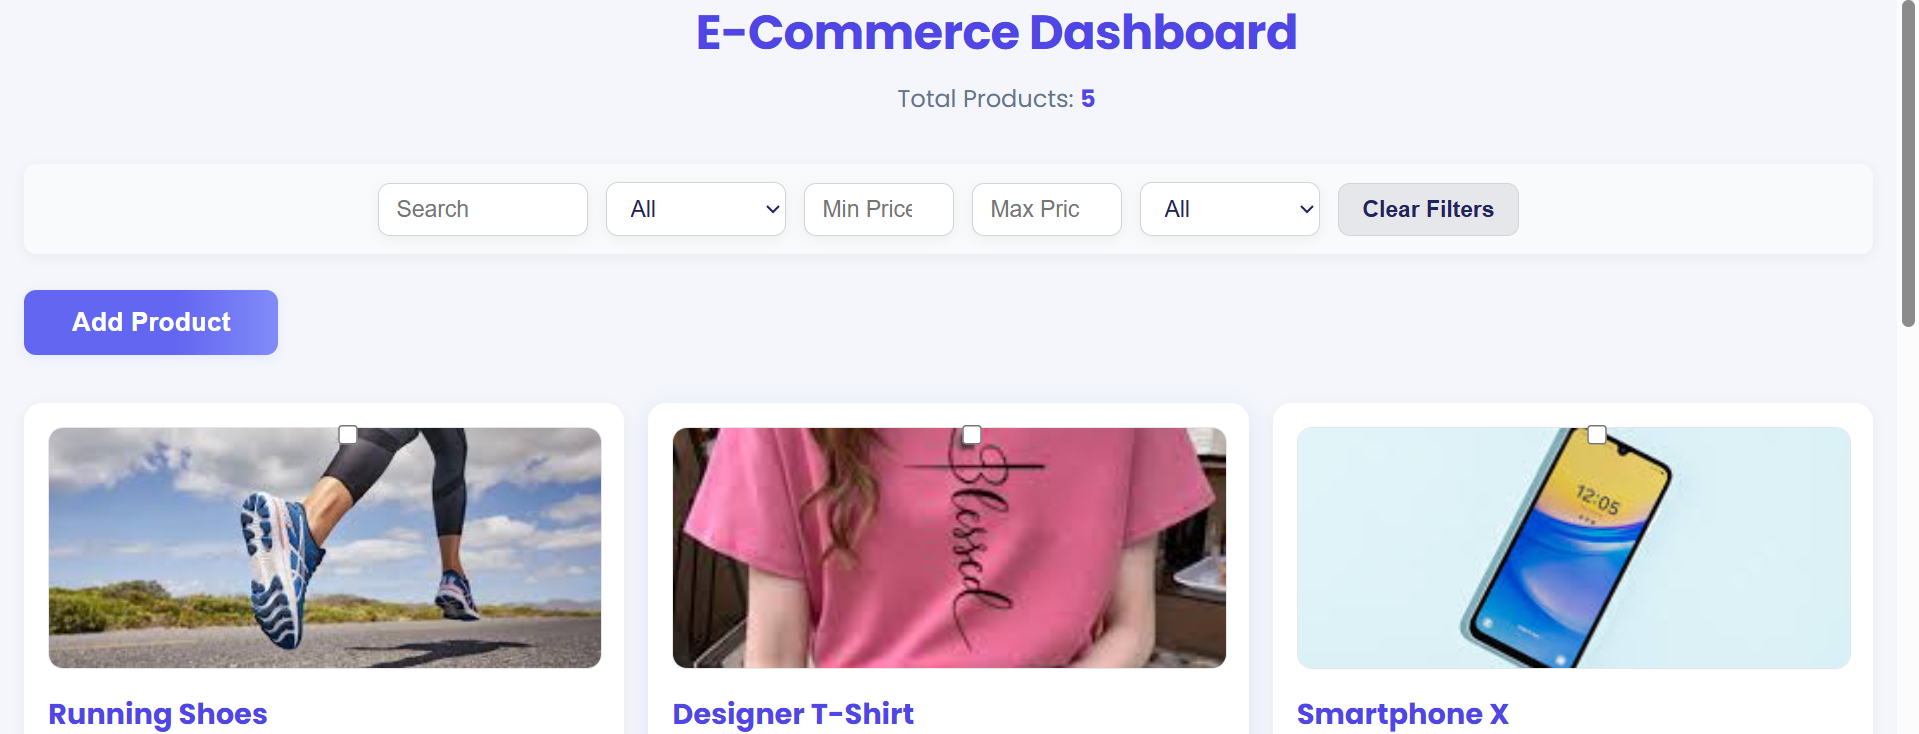 E-Commerce Dashboard
Total Products: 5
Search All Min Price Max Pric All Clear Filters
Add Product
Blessed
12:05
Running Shoes Designer T-Shirt Smartphone X